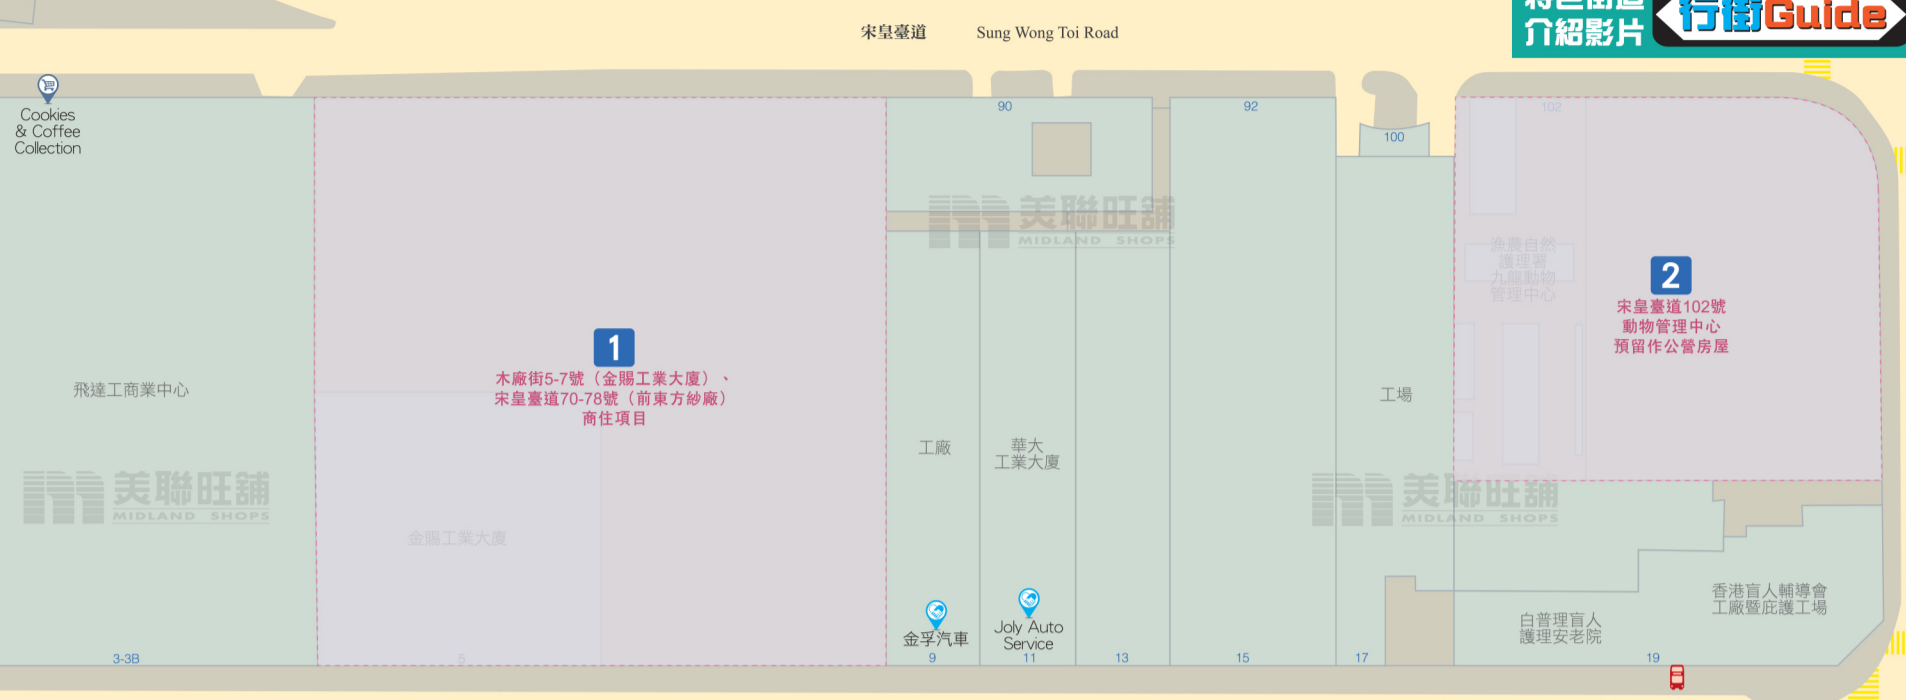 介紹影片
行街Guide
宋皇臺道 Sung Wong Toi Road
Cookies
& Coffee
Collection
90
92
100
102
美聯旺舖
MIDLAND SHOPS
漁農自然
護理署
九龍動物
管理中心
2
宋皇臺道102號
動物管理中心
預留作公營房屋
1
木廠街5-7號（金賜工業大廈）、
宋皇臺道70-78號（前東方紗廠）
商住項目
飛達工商業中心
工場
工廠
華大
工業大廈
美聯旺舖
MIDLAND SHOPS
美聯旺舖
MIDLAND SHOPS
金賜工業大廈
香港盲人輔導會
工廠暨庇護工場
白普理盲人
護理安老院
金孚汽車
Joly Auto
Service
3-3B
5
9
11
13
15
17
19